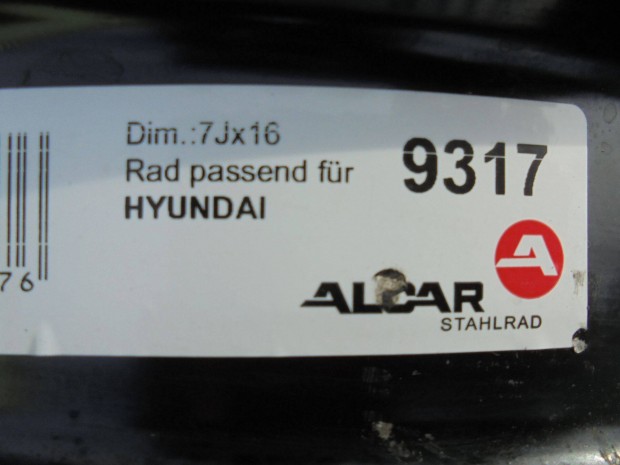 Dim.:7Jx16
Rad passend für
HYUNDAI
9317
76
ALCAR
STAHLRAD